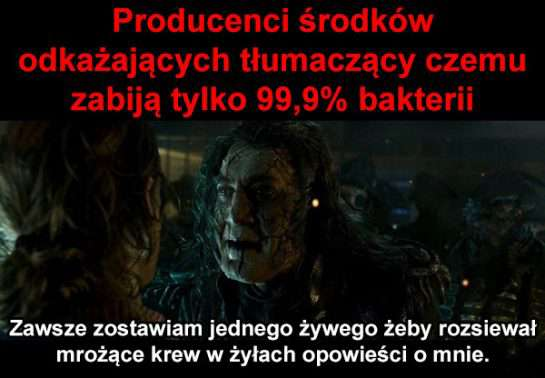 Producenci środków
odkażających tłumaczący czemu
zabiją tylko 99,9% bakterii
Zawsze zostawiam jednego żywego żeby rozsiewał
mrożące krew w żyłach opowieści o mnie.